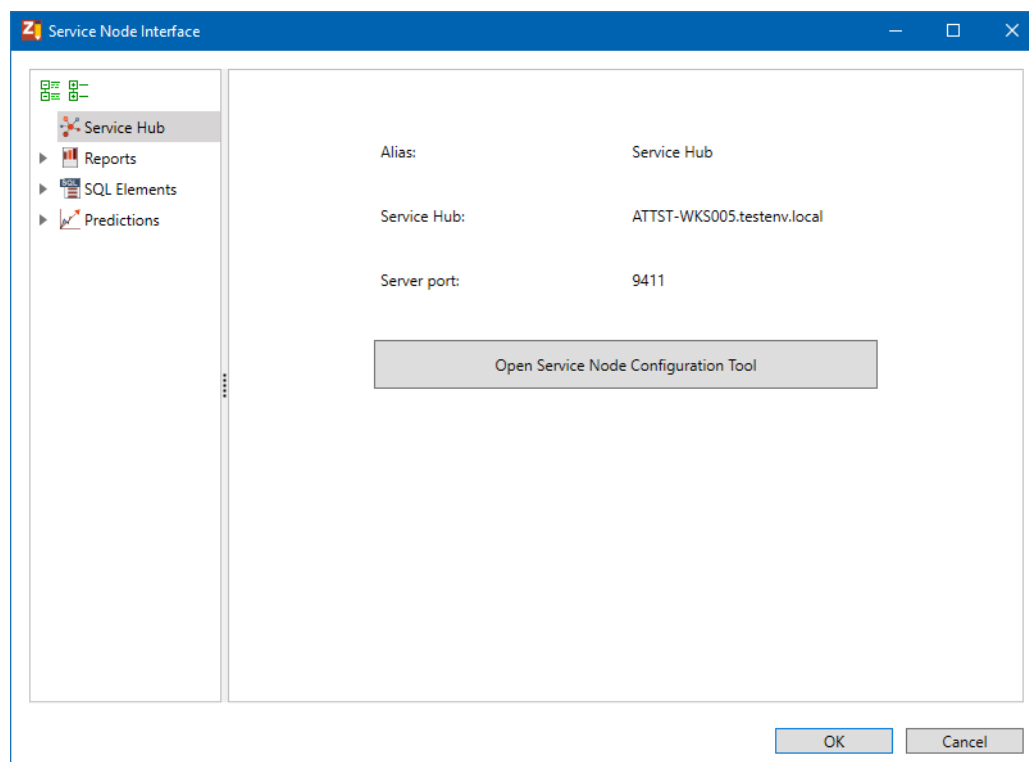 Service Node Interface
Service Hub
Reports
SQL Elements
Predictions
Alias: Service Hub
Service Hub: ATTST-WKS005.testenv.local
Server port: 9411
Open Service Node Configuration Tool
OK Cancel